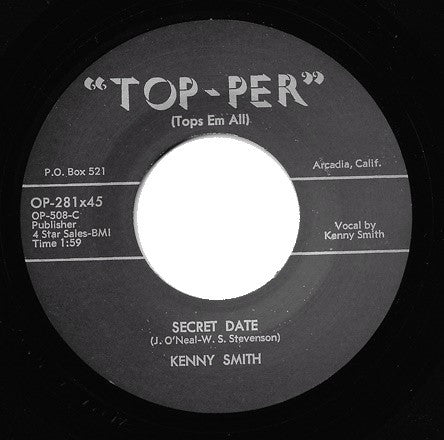 “TOP-PER”
(Tops Em All)
P.O. Box 521
Arcadia, Calif.
OP-281x45
OP-508-C
Publisher
4 Star Sales-BMI
Time 1:59
Vocal by
Kenny Smith
SECRET DATE
(J. O'Neal-W. S. Stevenson)
KENNY SMITH